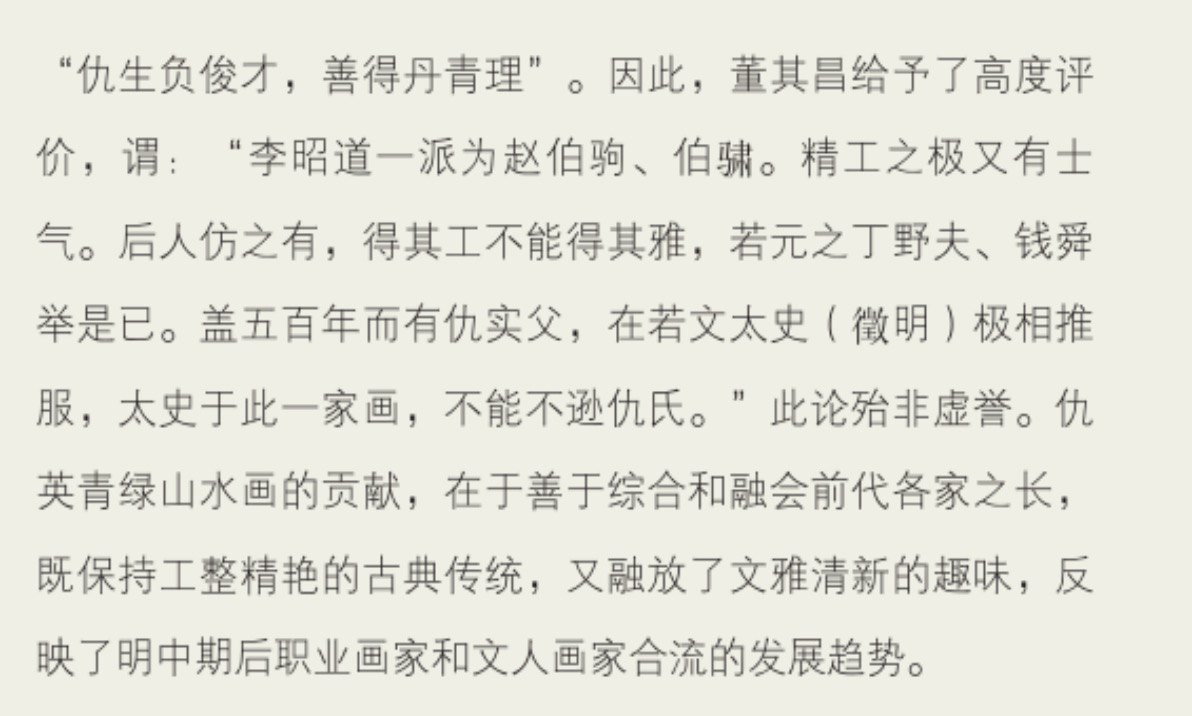 “仇生负俊才，善得丹青理”。因此，董其昌给予了高度评
价，谓：“李昭道一派为赵伯驹、伯骕。精工之极又有士
气。后人仿之有，得其工不能得其雅，若元之丁野夫、钱舜
举是已。盖五百年而有仇实父，在若文太史（徵明）极相推
服，太史于此一家画，不能不逊仇氏。”此论殆非虚誉。仇
英青绿山水画的贡献，在于善于综合和融会前代各家之长，
既保持工整精艳的古典传统，又融放了文雅清新的趣味，反
映了明中期后职业画家和文人画家合流的发展趋势。